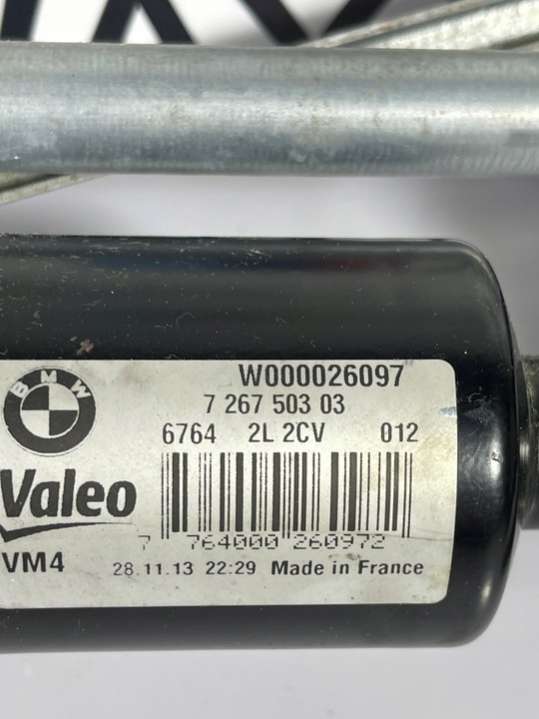 W000026097
7 267 503 03
BMW
6764 2L 2CV 012
Valeo
7 764000 260972
VM4
28.11.13 22:29 Made in France